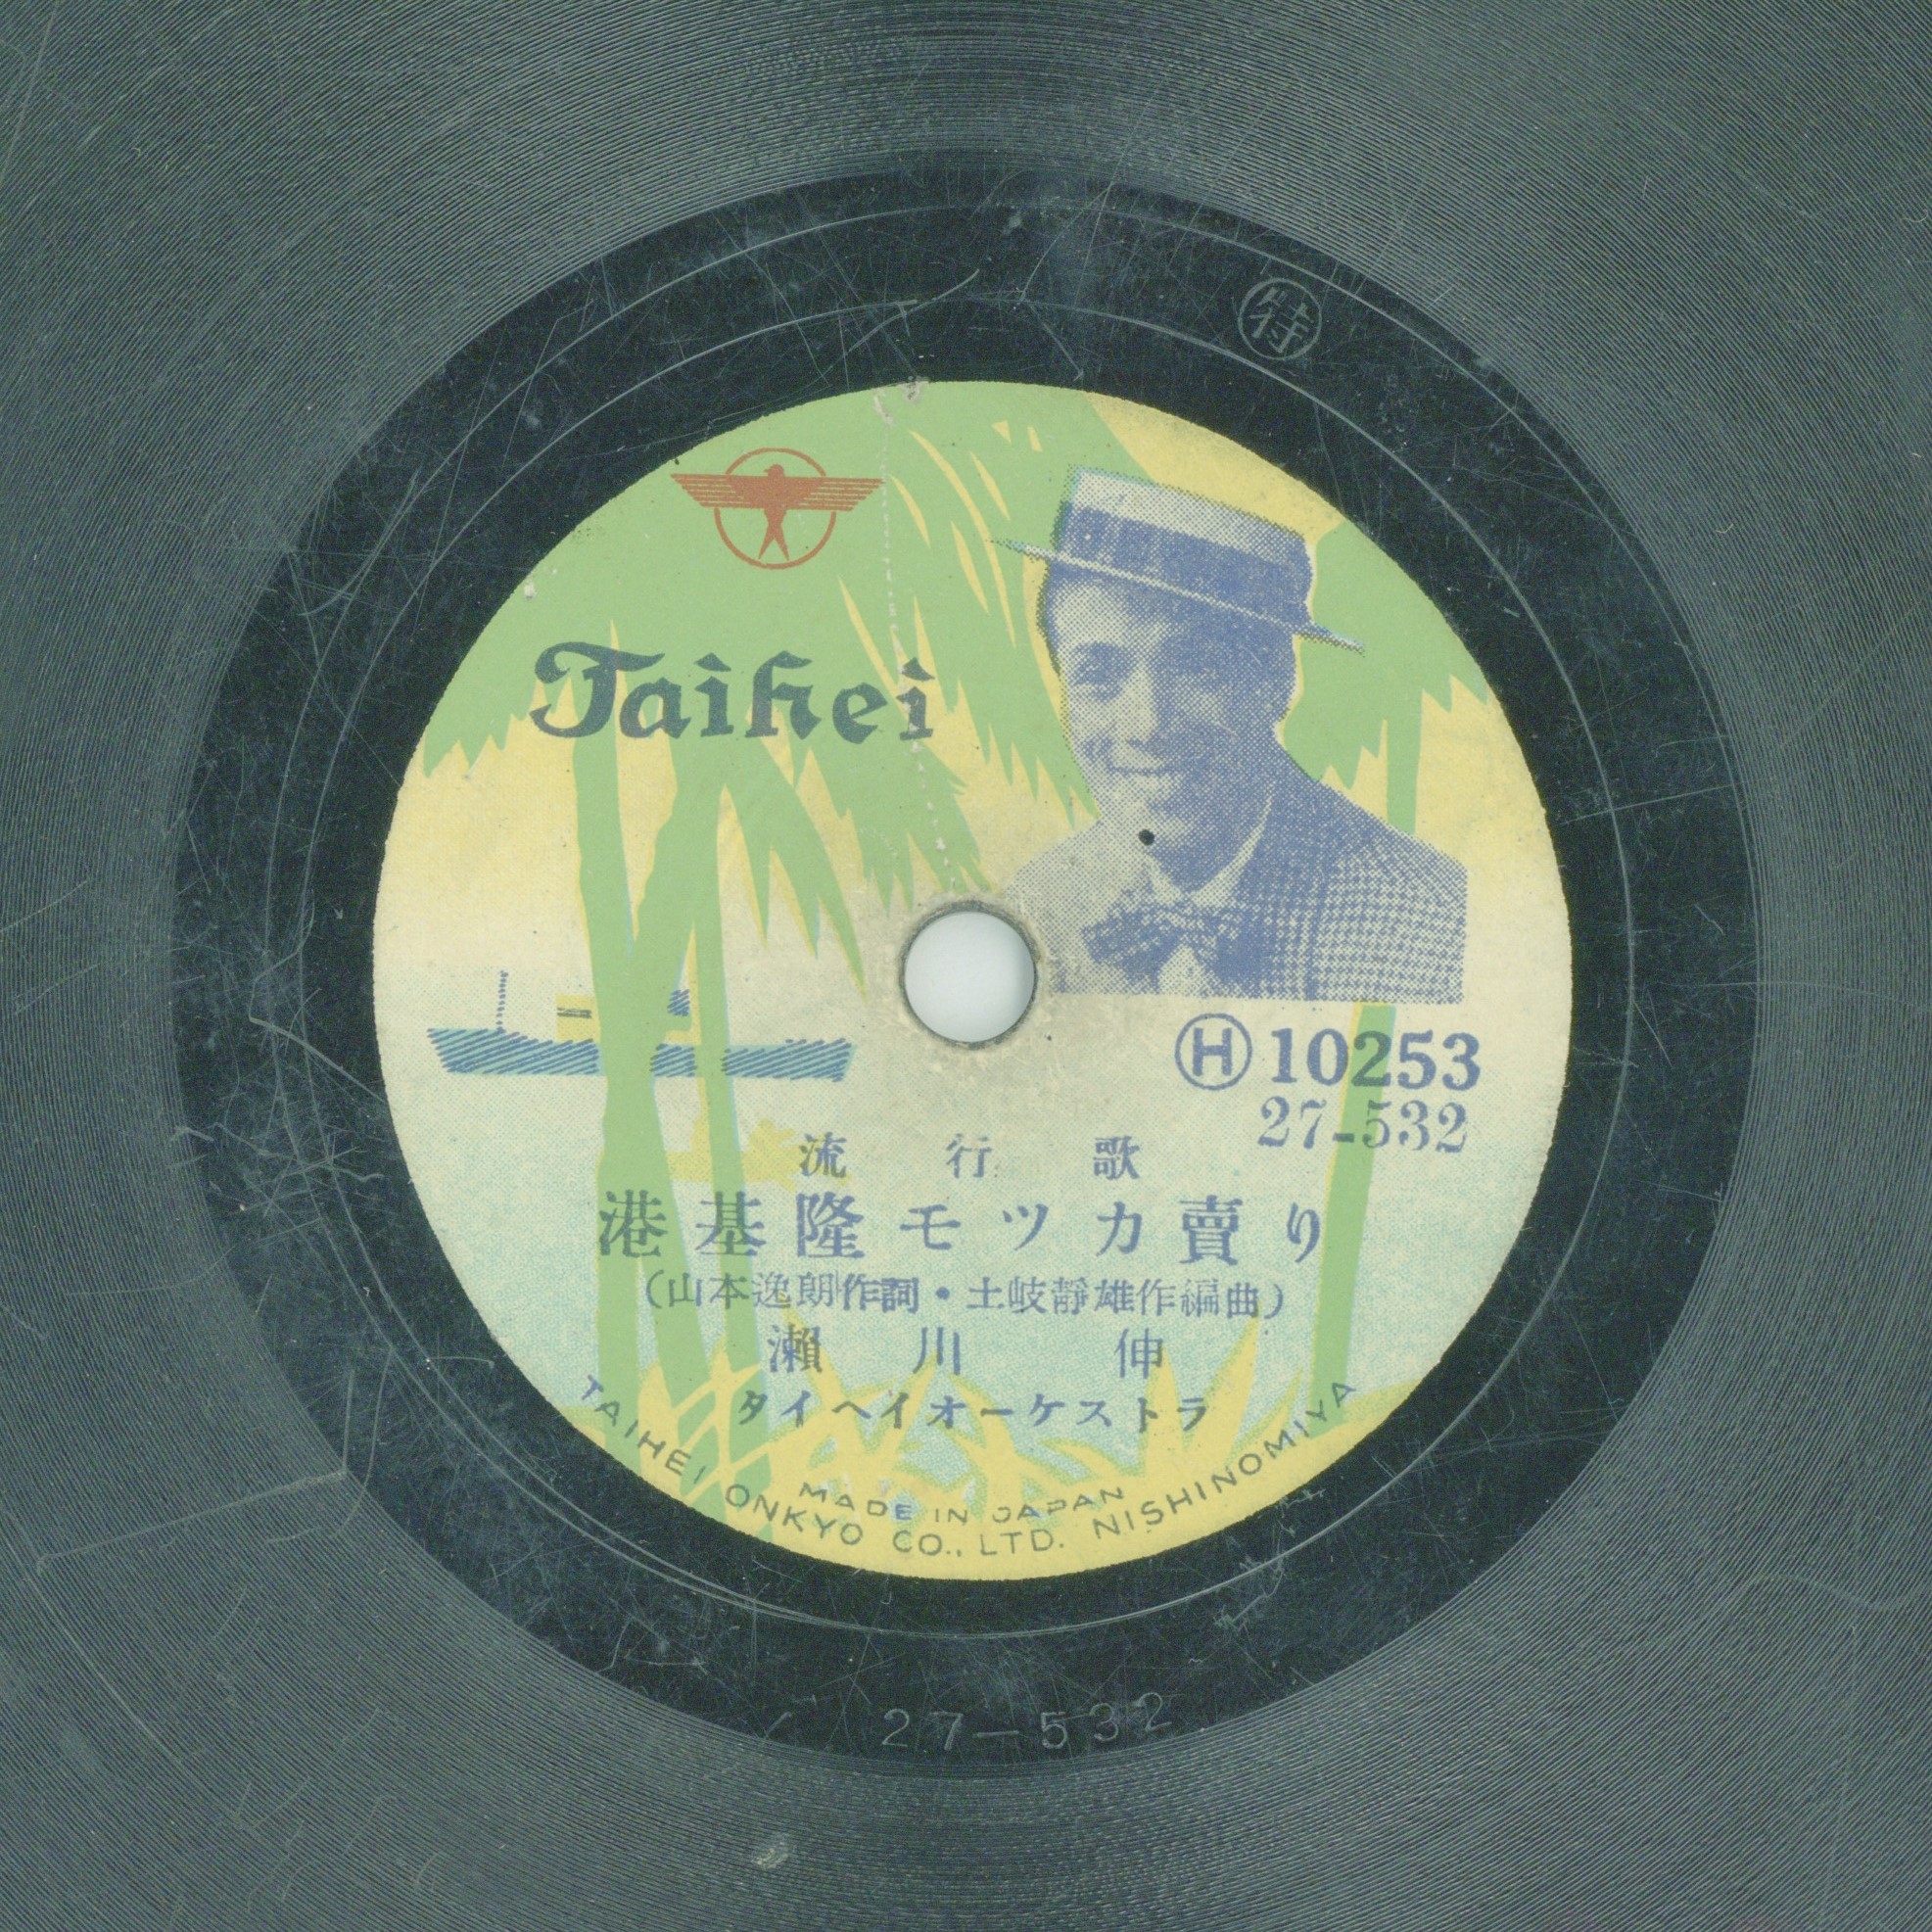 特
Taihei
Ⓗ10253
27-532
流行歌
港基隆モツカ賣り
(山本逸朗作詞・土岐靜雄作編曲)
瀬川伸
タイヘイオーケストラ
MADE IN JAPAN
TAIHEI ONKYO CO., LTD. NISHINOMIYA
27-532